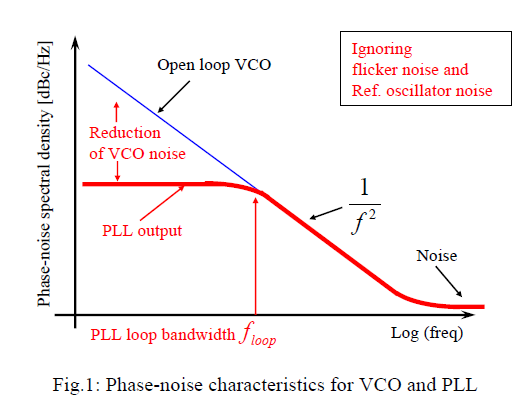 Phase-noise spectral density [dBc/Hz]
Open loop VCO
Ignoring
flicker noise and
Ref. oscillator noise
Reduction
of VCO noise
1
f²
PLL output
Noise
PLL loop bandwidth f_loop
Log (freq)
Fig.1: Phase-noise characteristics for VCO and PLL